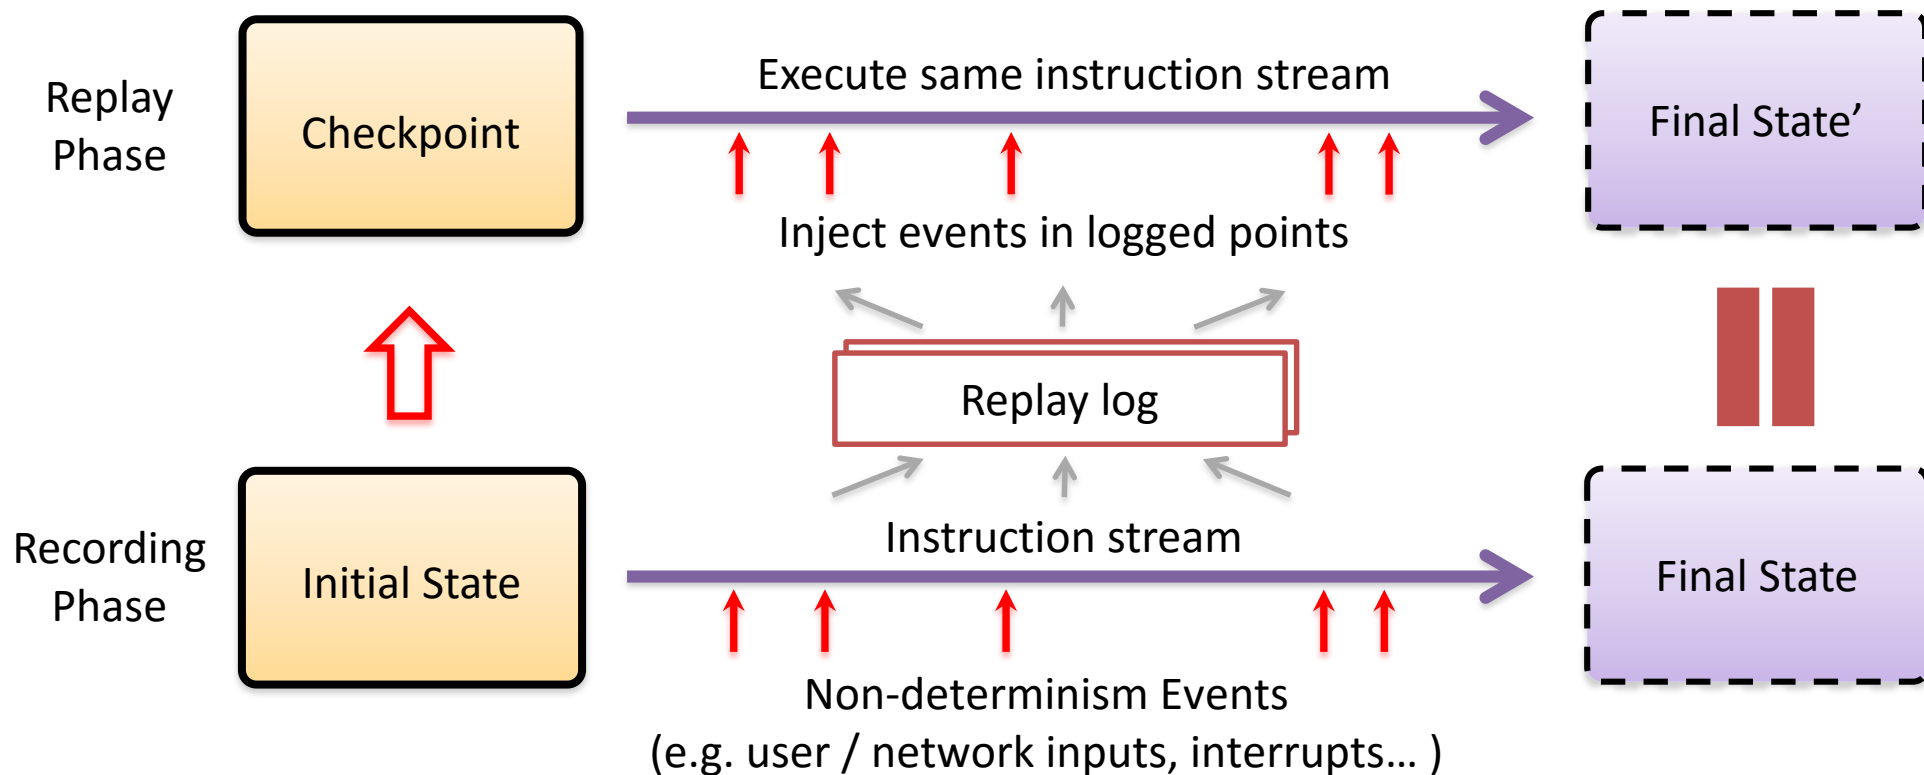 Replay
Phase
Checkpoint
Execute same instruction stream
Inject events in logged points
Final State’
Replay log
Recording
Phase
Initial State
Instruction stream
Non-determinism Events
(e.g. user / network inputs, interrupts… )
Final State